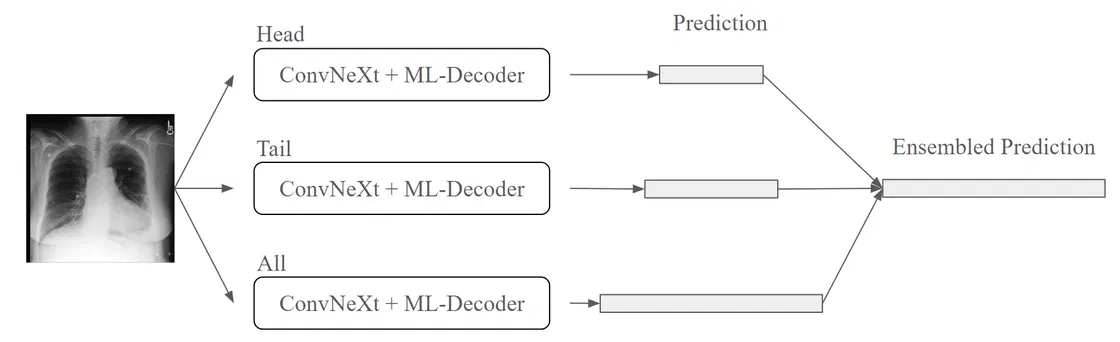 Prediction
Head
ConvNeXt + ML-Decoder
Tail
ConvNeXt + ML-Decoder
Ensembled Prediction
All
ConvNeXt + ML-Decoder